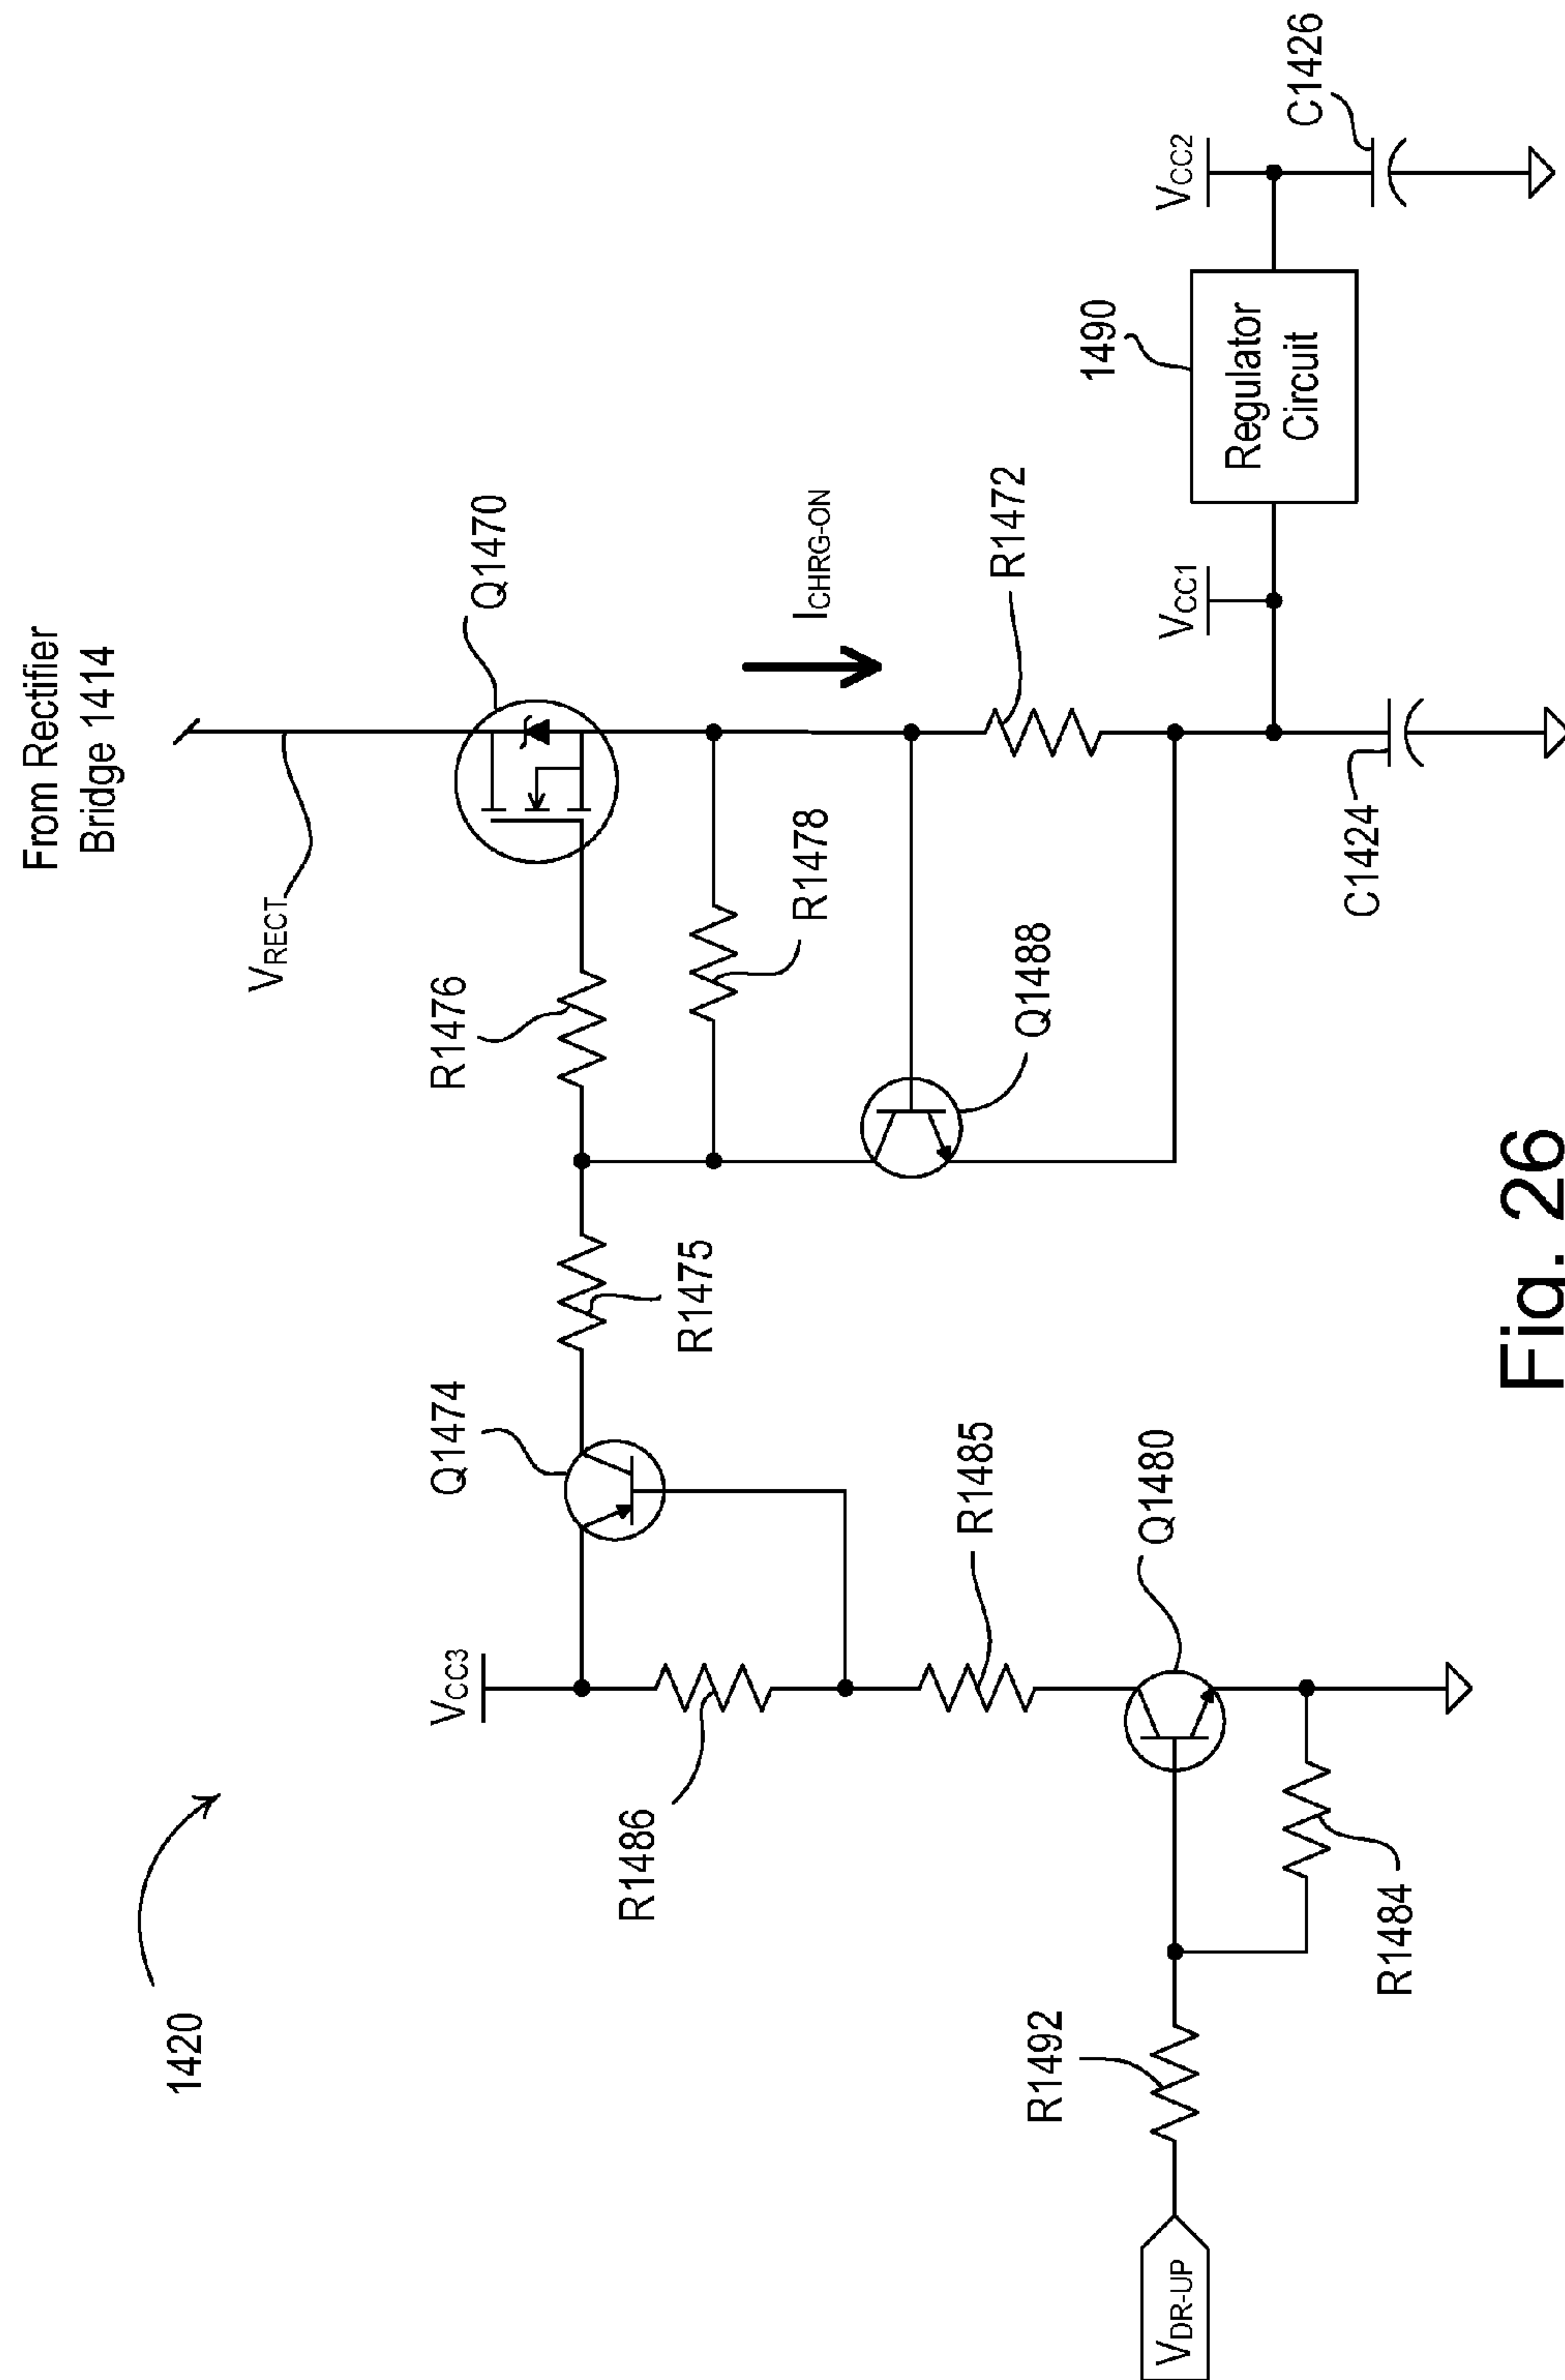 1420
From Rectifier
Bridge 1414
VRECT
Q1470
R1476
VCC3
Q1474
R1475
R1478
ICHRG-ON
R1486
R1485
Q1488
R1472
VCC1
1490
Regulator
Circuit
VCC2
C1426
VDR-UP
R1492
Q1480
R1484
C1424
Fig. 26